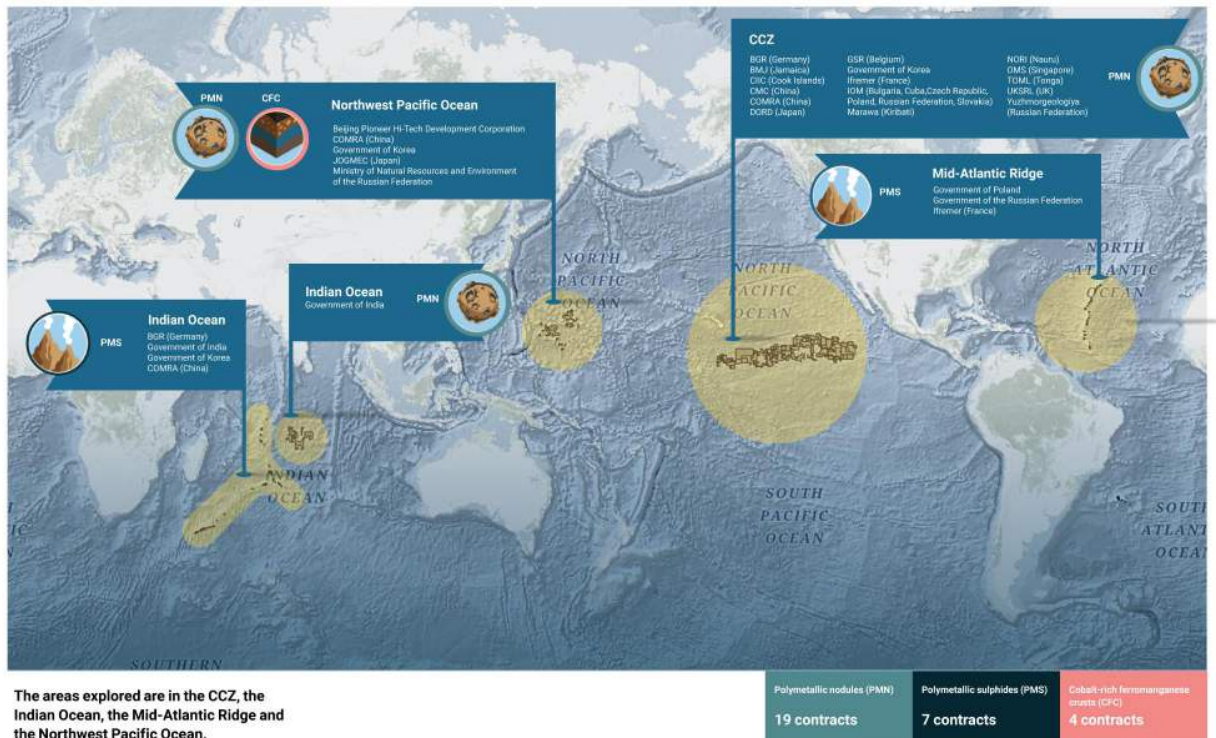 PMN
CFC
Northwest Pacific Ocean
Beijing Pioneer Hi-Tech Development Corporation
COMRA (China)
Government of Korea
JOGMEC (Japan)
Ministry of Natural Resources and Environment
of the Russian Federation
CCZ
BGR (Germany)
BMJ (Jamaica)
CIIC (Cook Islands)
CMC (China)
COMRA (China)
DORD (Japan)
GSR (Belgium)
Government of Korea
Ifremer (France)
IOM (Bulgaria, Cuba,Czech Republic,
Poland, Russian Federation, Slovakia)
Marawa (Kiribati)
NORI (Nauru)
OMS (Singapore)
TOML (Tonga)
UKSRL (UK)
Yuzhmorgeologiya
(Russian Federation)
PMN
PMS
Mid-Atlantic Ridge
Government of Poland
Government of the Russian Federation
Ifremer (France)
Indian Ocean
Government of India
PMN
PMS
Indian Ocean
BGR (Germany)
Government of India
Government of Korea
COMRA (China)
NORTH
PACIFIC
OCEAN
NORTH
PACIFIC
OCEAN
NORTH
ATLANTIC
OCEAN
INDIAN
OCEAN
SOUTH
PACIFIC
OCEAN
SOUTH
ATLANT
OCEA
IC
N
SOUTHERN
The areas explored are in the CCZ, the
Indian Ocean, the Mid-Atlantic Ridge and
the Northwest Pacific Ocean.
Polymetallic nodules (PMN)
19 contracts
Polymetallic sulphides (PMS)
7 contracts
Cobalt-rich ferromanganese
crusts (CFC)
4 contracts